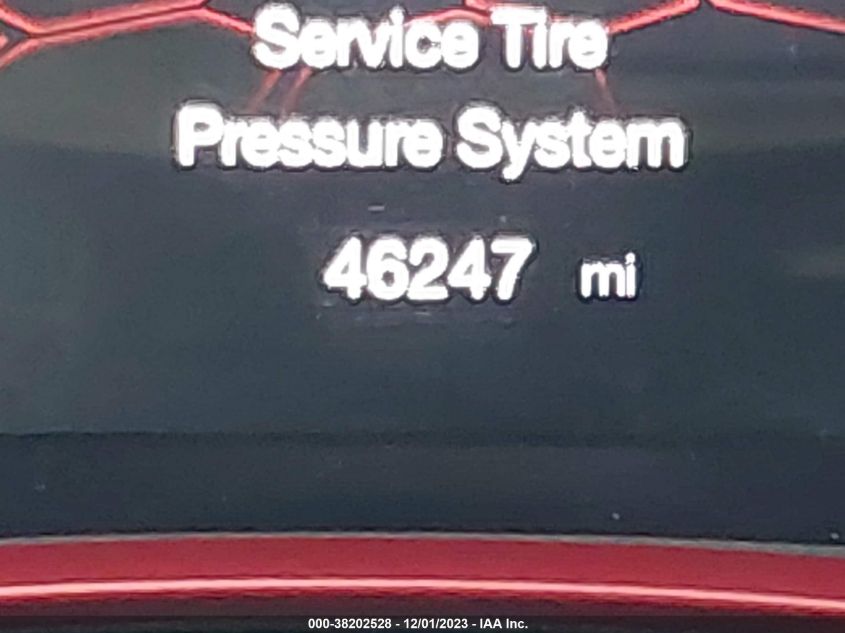 Service Tire
Pressure System
46247 mi
000-38202528 - 12/01/2023 - IAA Inc.